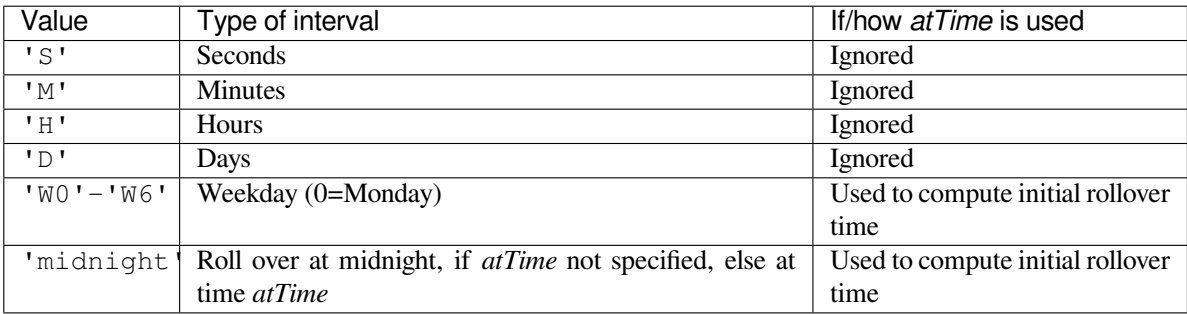 Value Type of interval If/how atTime is used
'S' Seconds Ignored
'M' Minutes Ignored
'H' Hours Ignored
'D' Days Ignored
'W0'-'W6' Weekday (0=Monday) Used to compute initial rollover
time
'midnight' Roll over at midnight, if atTime not specified, else at Used to compute initial rollover
time atTime time